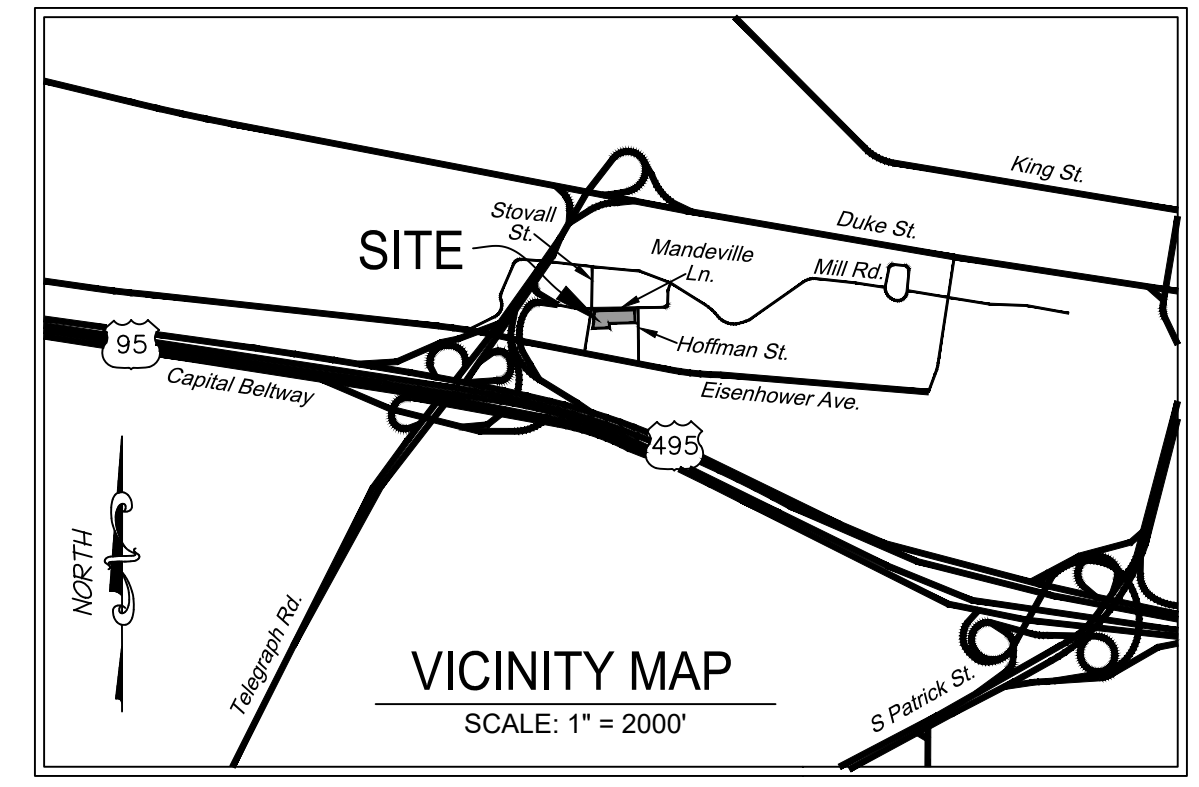 King St.
Duke St.
Stovall
St.
SITE
Mandeville
Ln.
Mill Rd.
95
Hoffman St.
Capital Beltway
Eisenhower Ave.
495
NORTH
Telegraph Rd.
VICINITY MAP
S Patrick St.
SCALE: 1" = 2000'